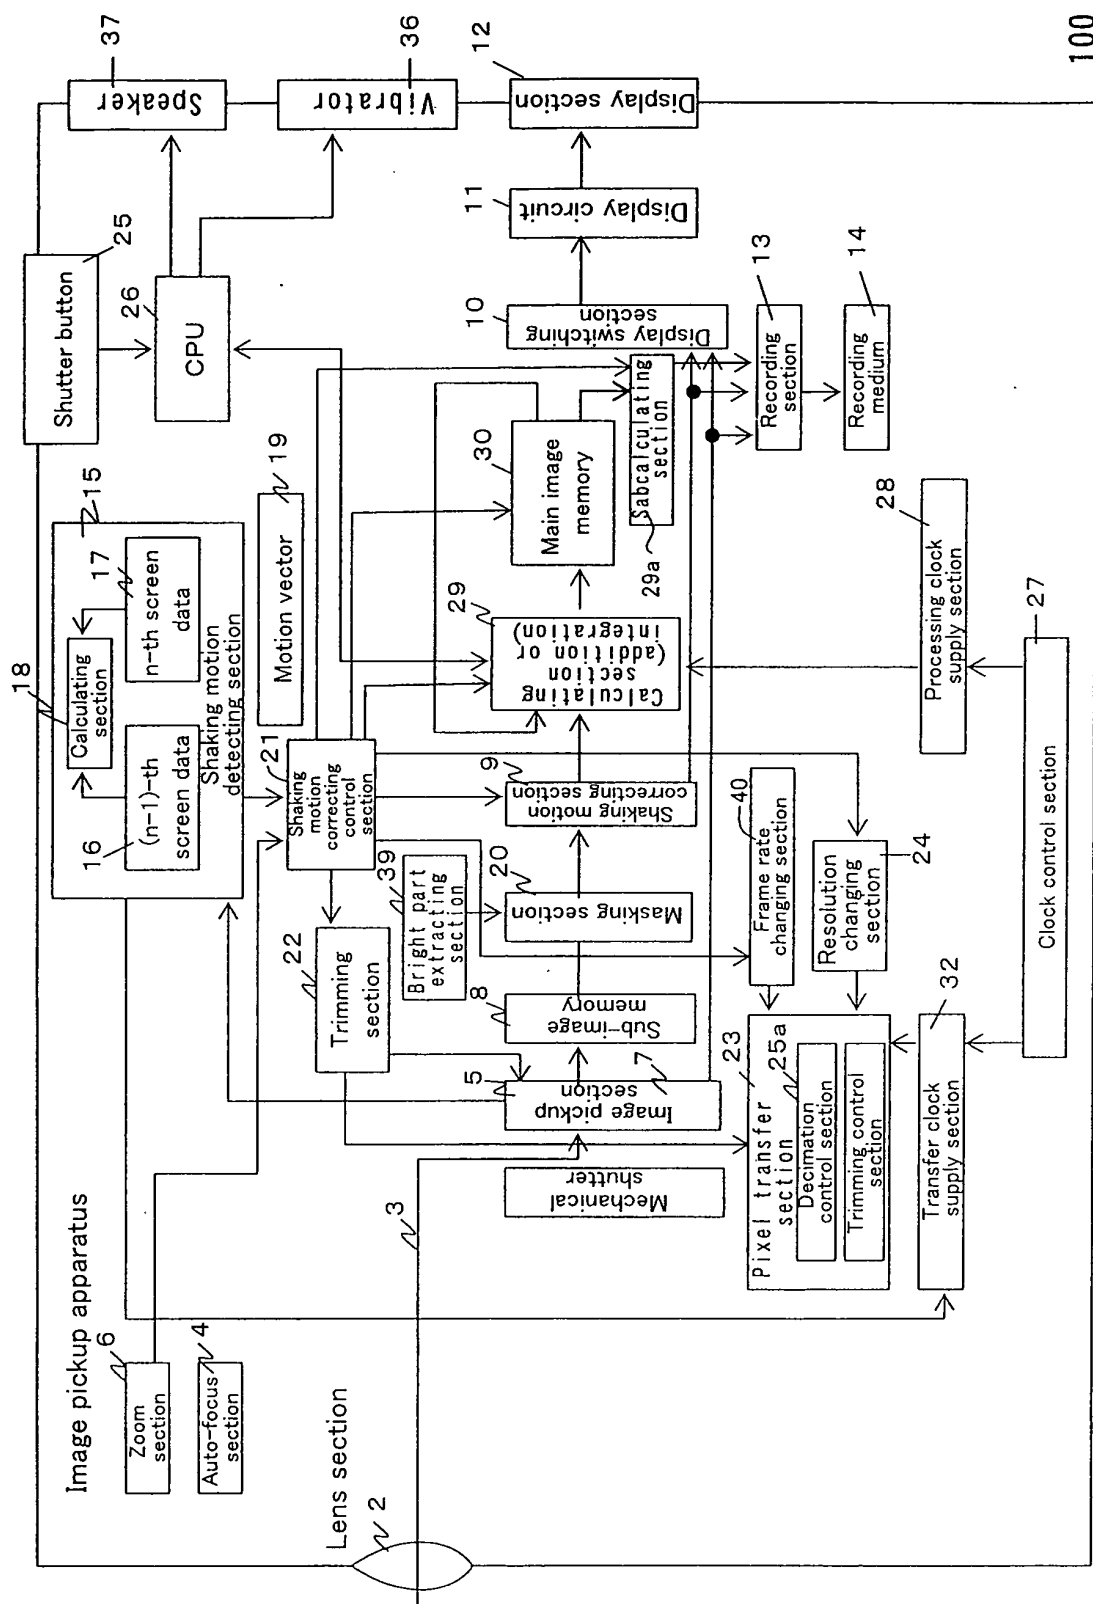 Image pickup apparatus
100
Lens section
2
3
Zoom
section
6
Auto-focus
section
4
18
15
Calculating
section
(n-1)-th
screen data
16
n-th screen
data
17
Shaking motion
detecting section
Motion vector
19
Shutter button
25
CPU
26
Speaker
37
Vibrator
36
Shaking
motion
correcting
control
section
21
Trimming
section
22
Bright part
extracting
section
39
Mechanical
shutter
Image pickup
section
5
7
Sub-image
memory
8
Masking section
20
Shaking motion
correcting section
9
Calculating
section
(addition or
integration)
29
Main image
memory
30
Sabcalculating
section
29a
Display switching
section
10
Display circuit
11
Display section
12
Recording
section
13
Recording
medium
14
Pixel transfer
section
23
Decimation
control section
25a
Trimming control
section
Frame rate
changing section
40
Resolution
changing
section
24
Transfer clock
supply section
32
Processing clock
supply section
28
Clock control section
27